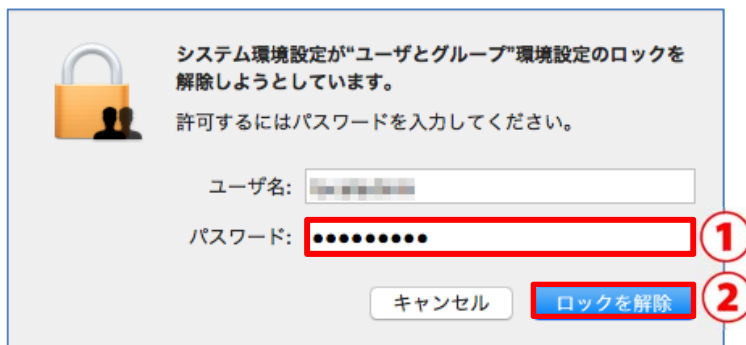 システム環境設定が“ユーザとグループ”環境設定のロックを
解除しようとしています。
許可するにはパスワードを入力してください。
ユーザ名:
パスワード: ●●●●●●●●●
①
キャンセル ロックを解除 ②